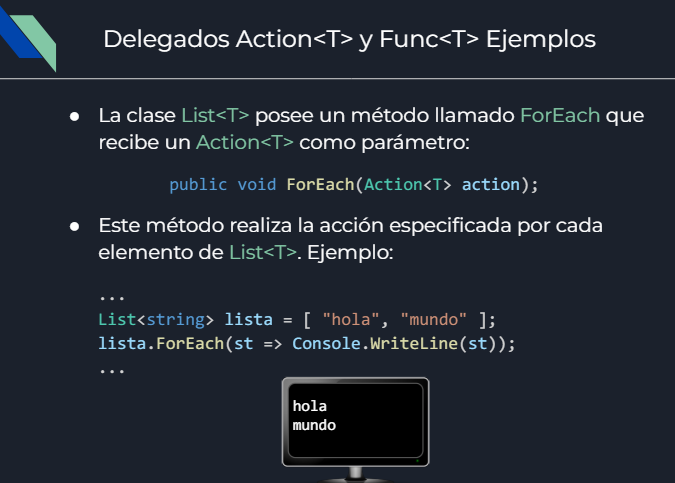 Delegados Action<T> y Func<T> Ejemplos
● La clase List<T> posee un método llamado ForEach que
recibe un Action<T> como parámetro:
public void ForEach(Action<T> action);
● Este método realiza la acción especificada por cada
elemento de List<T>. Ejemplo:
...
List<string> lista = [ "hola", "mundo" ];
lista.ForEach(st => Console.WriteLine(st));
...
hola
mundo